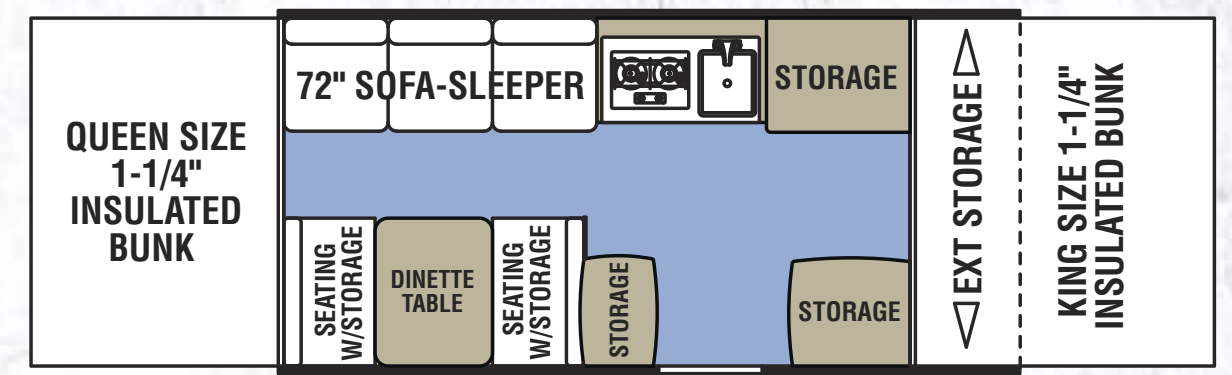 QUEEN SIZE
1-1/4"
INSULATED
BUNK
72" SOFA-SLEEPER
STORAGE
SEATING
W/STORAGE
DINETTE
TABLE
SEATING
W/STORAGE
STORAGE
STORAGE
EXT STORAGE
KING SIZE 1-1/4"
INSULATED BUNK